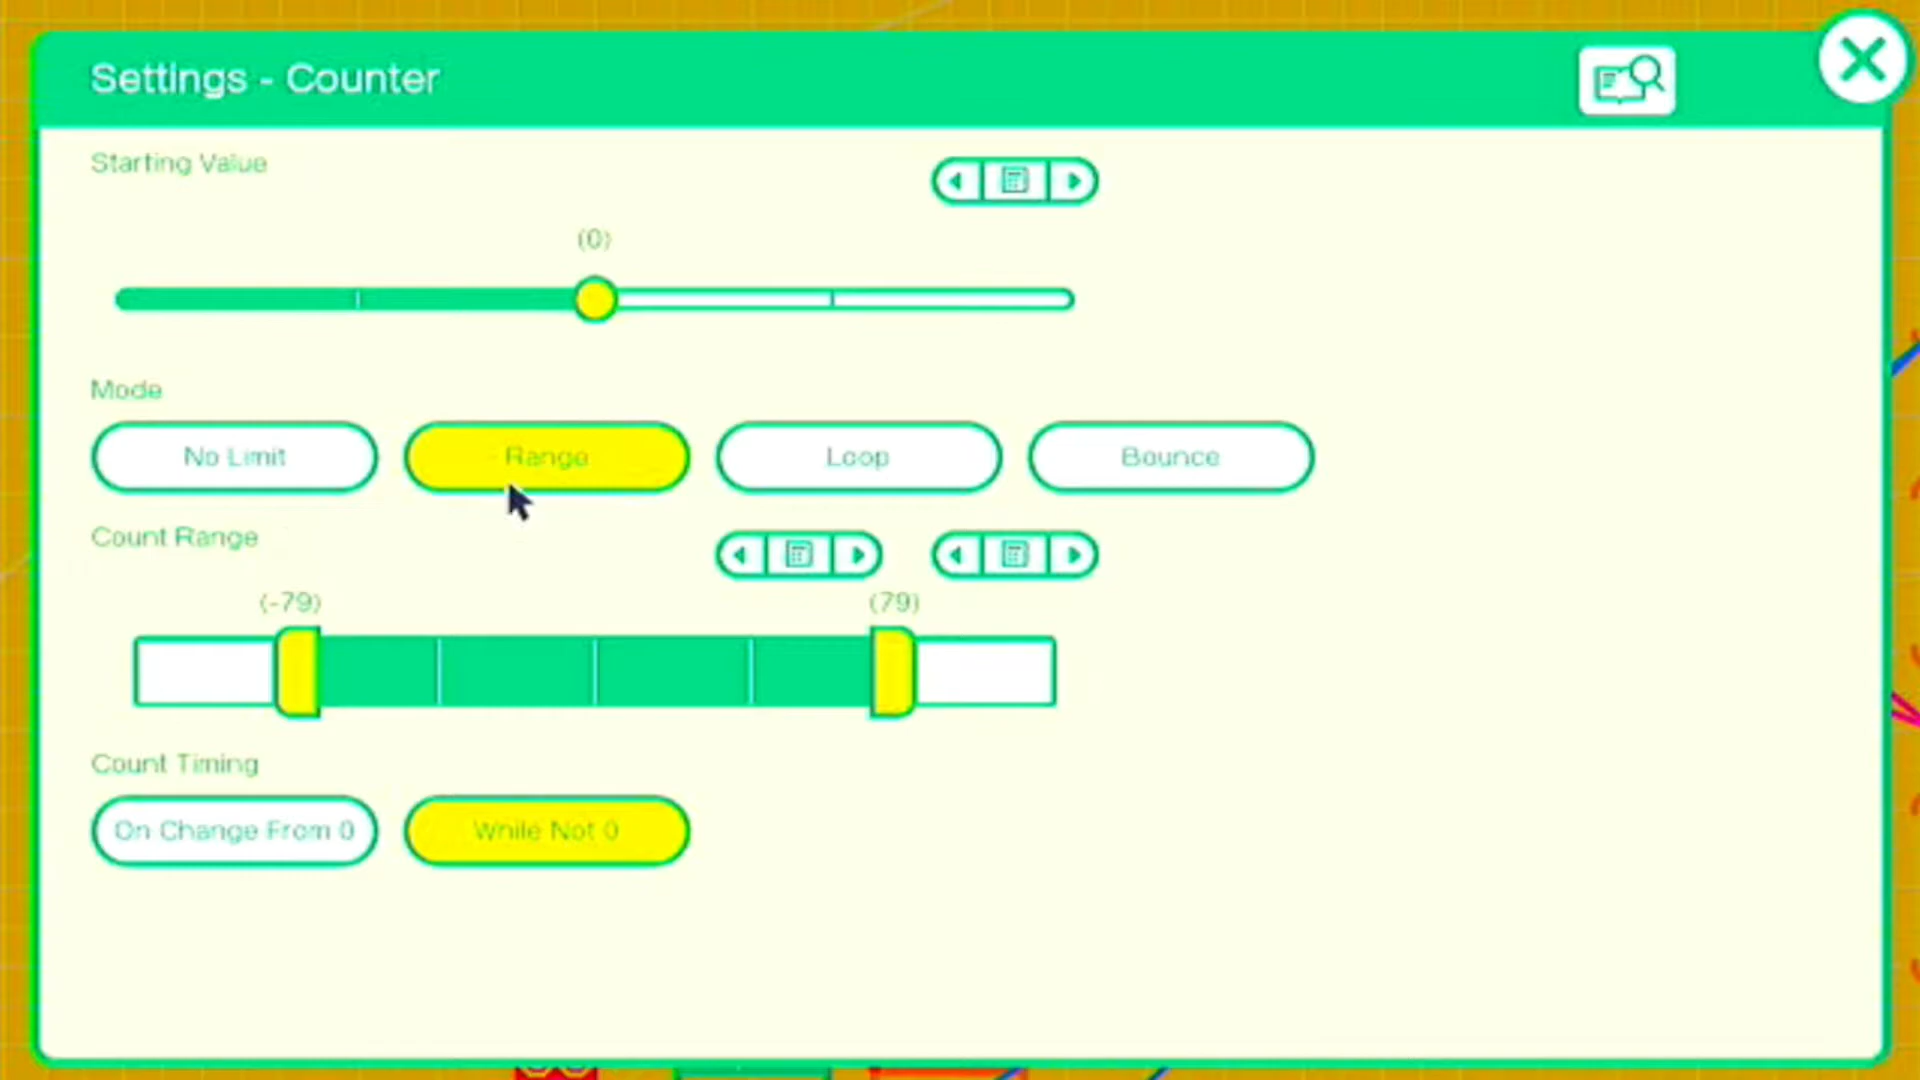 Settings - Counter
Starting Value
(0)
Mode
No Limit
Range
Loop
Bounce
Count Range
(-79)
(79)
Count Timing
On Change From 0
While Not 0